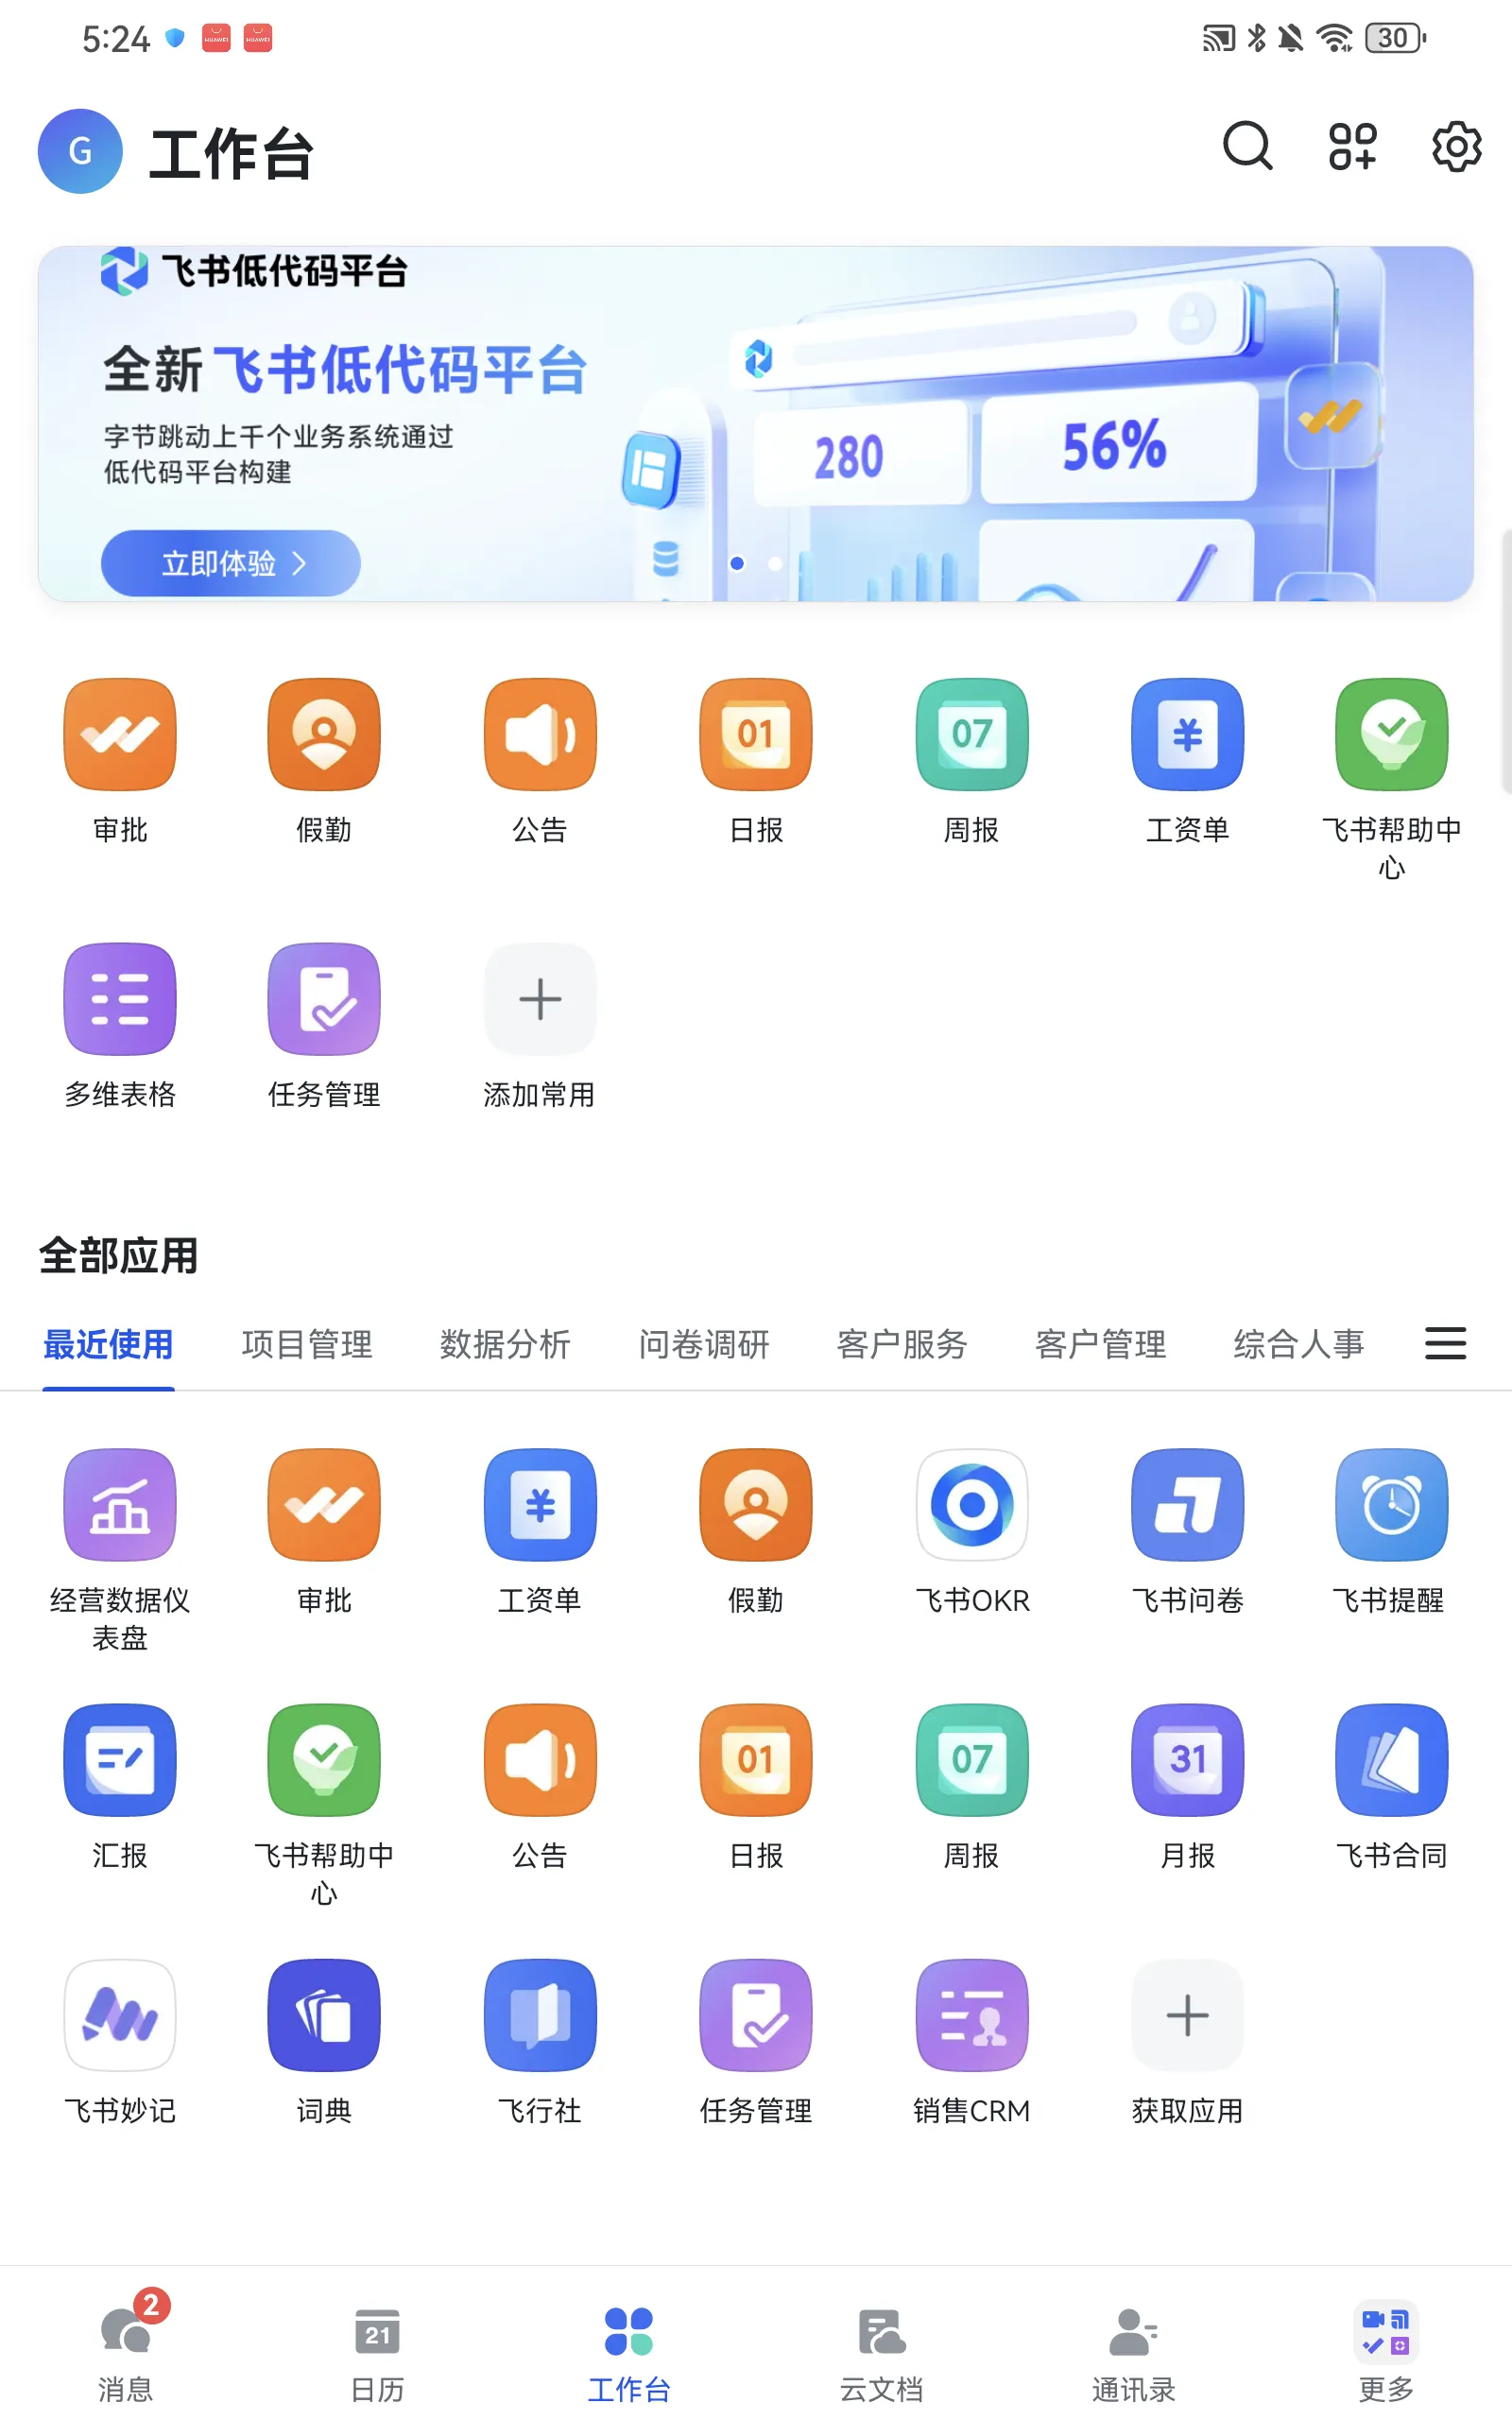 5:24
HUAWEI
HUAWEI
30
G
工作台
飞书低代码平台
全新飞书低代码平台
字节跳动上千个业务系统通过
低代码平台构建
280
56%
立即体验
01
07
¥
审批
假勤
公告
日报
周报
工资单
飞书帮助中
心
多维表格
任务管理
添加常用
全部应用
最近使用
项目管理
数据分析
问卷调研
客户服务
客户管理
综合人事
¥
经营数据仪
表盘
审批
工资单
假勤
飞书OKR
飞书问卷
飞书提醒
01
07
31
汇报
飞书帮助中
心
公告
日报
周报
月报
飞书合同
飞书妙记
词典
飞行社
任务管理
销售CRM
获取应用
2
21
消息
日历
工作台
云文档
通讯录
更多